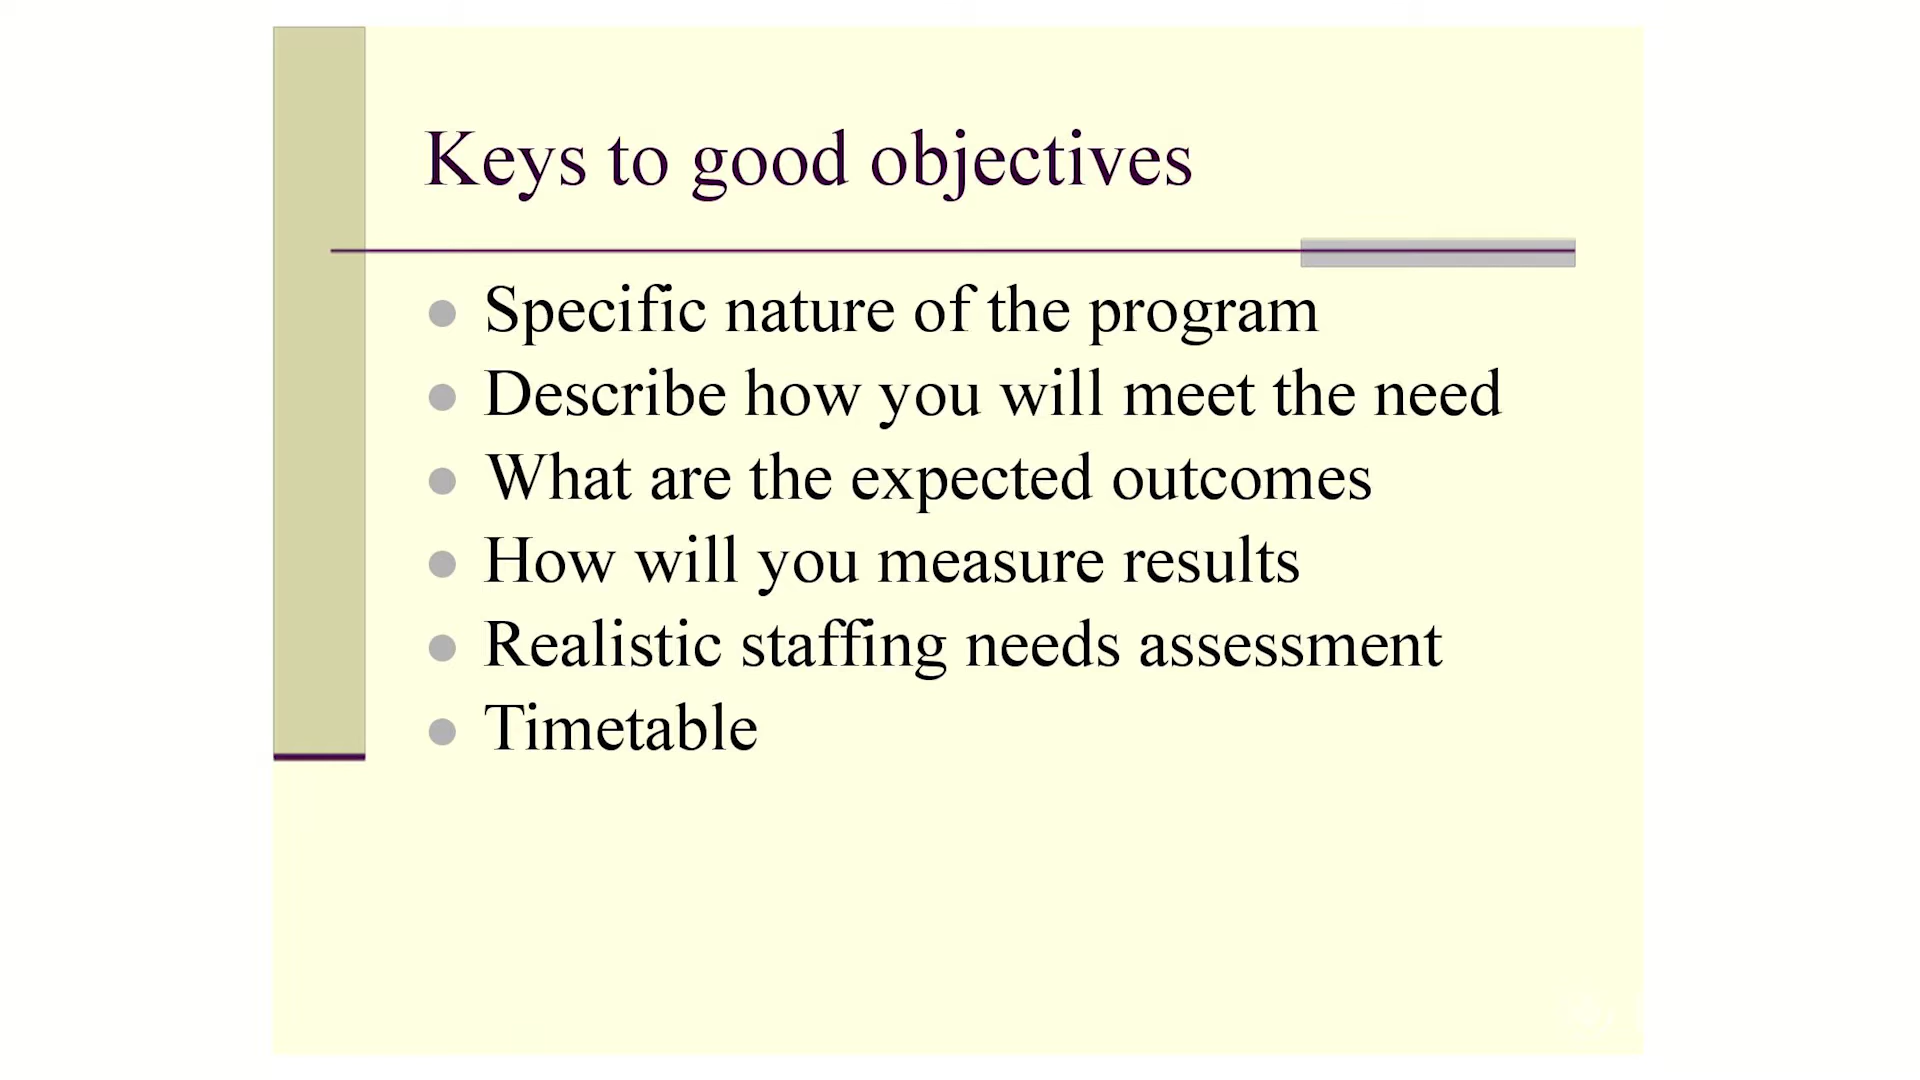 Keys to good objectives
Specific nature of the program
Describe how you will meet the need
What are the expected outcomes
How will you measure results
Realistic staffing needs assessment
Timetable